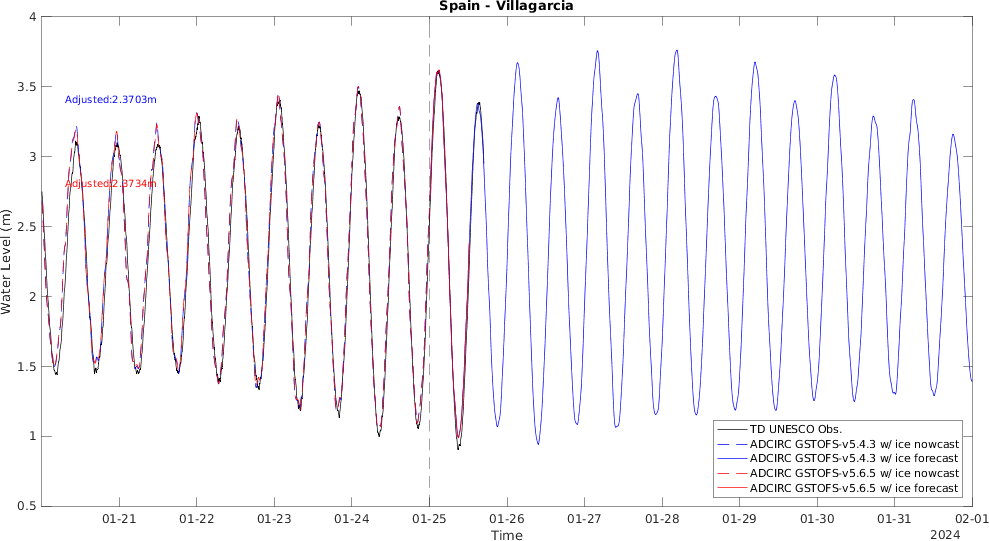 Spain - Villagarcia
4
3.5
3
2.5
2
1.5
1
0.5
Water Level (m)
Adjusted:2.3703m
Adjusted:2.3734m
TD UNESCO Obs.
ADCIRC GSTOFS-v5.4.3 w/ ice nowcast
ADCIRC GSTOFS-v5.4.3 w/ ice forecast
ADCIRC GSTOFS-v5.6.5 w/ ice nowcast
ADCIRC GSTOFS-v5.6.5 w/ ice forecast
01-21 01-22 01-23 01-24 01-25 01-26 01-27 01-28 01-29 01-30 01-31 02-01
Time
2024